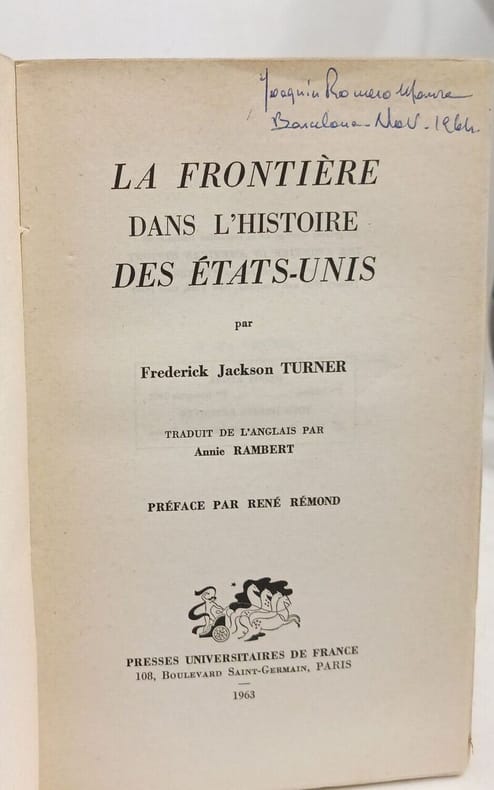 Joaquín Romero Maura
Barcelona - Nov. 1964
LA FRONTIÈRE
DANS L'HISTOIRE
DES ÉTATS-UNIS
par
Frederick Jackson TURNER
TRADUIT DE L'ANGLAIS PAR
Annie RAMBERT
PRÉFACE PAR RENÉ RÉMOND
PRESSES UNIVERSITAIRES DE FRANCE
108, BOULEVARD SAINT-GERMAIN, PARIS
—
1963